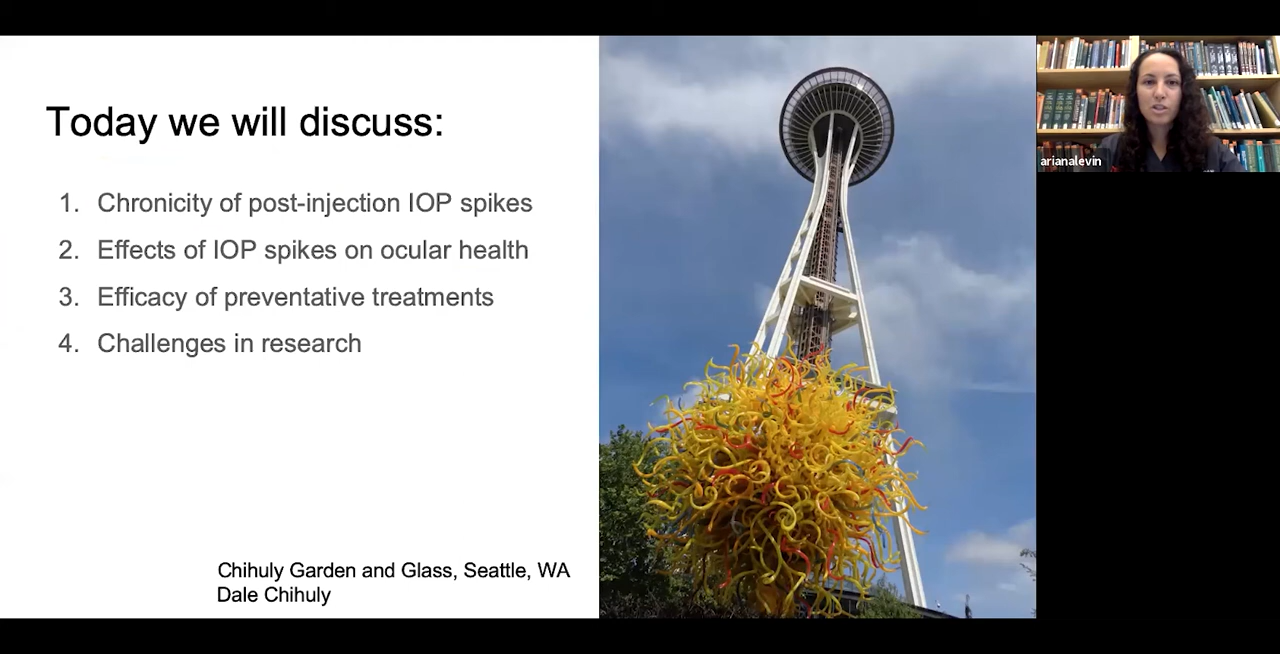 Today we will discuss:
1. Chronicity of post-injection IOP spikes
2. Effects of IOP spikes on ocular health
3. Efficacy of preventative treatments
4. Challenges in research
Chihuly Garden and Glass, Seattle, WA
Dale Chihuly
arianalevin